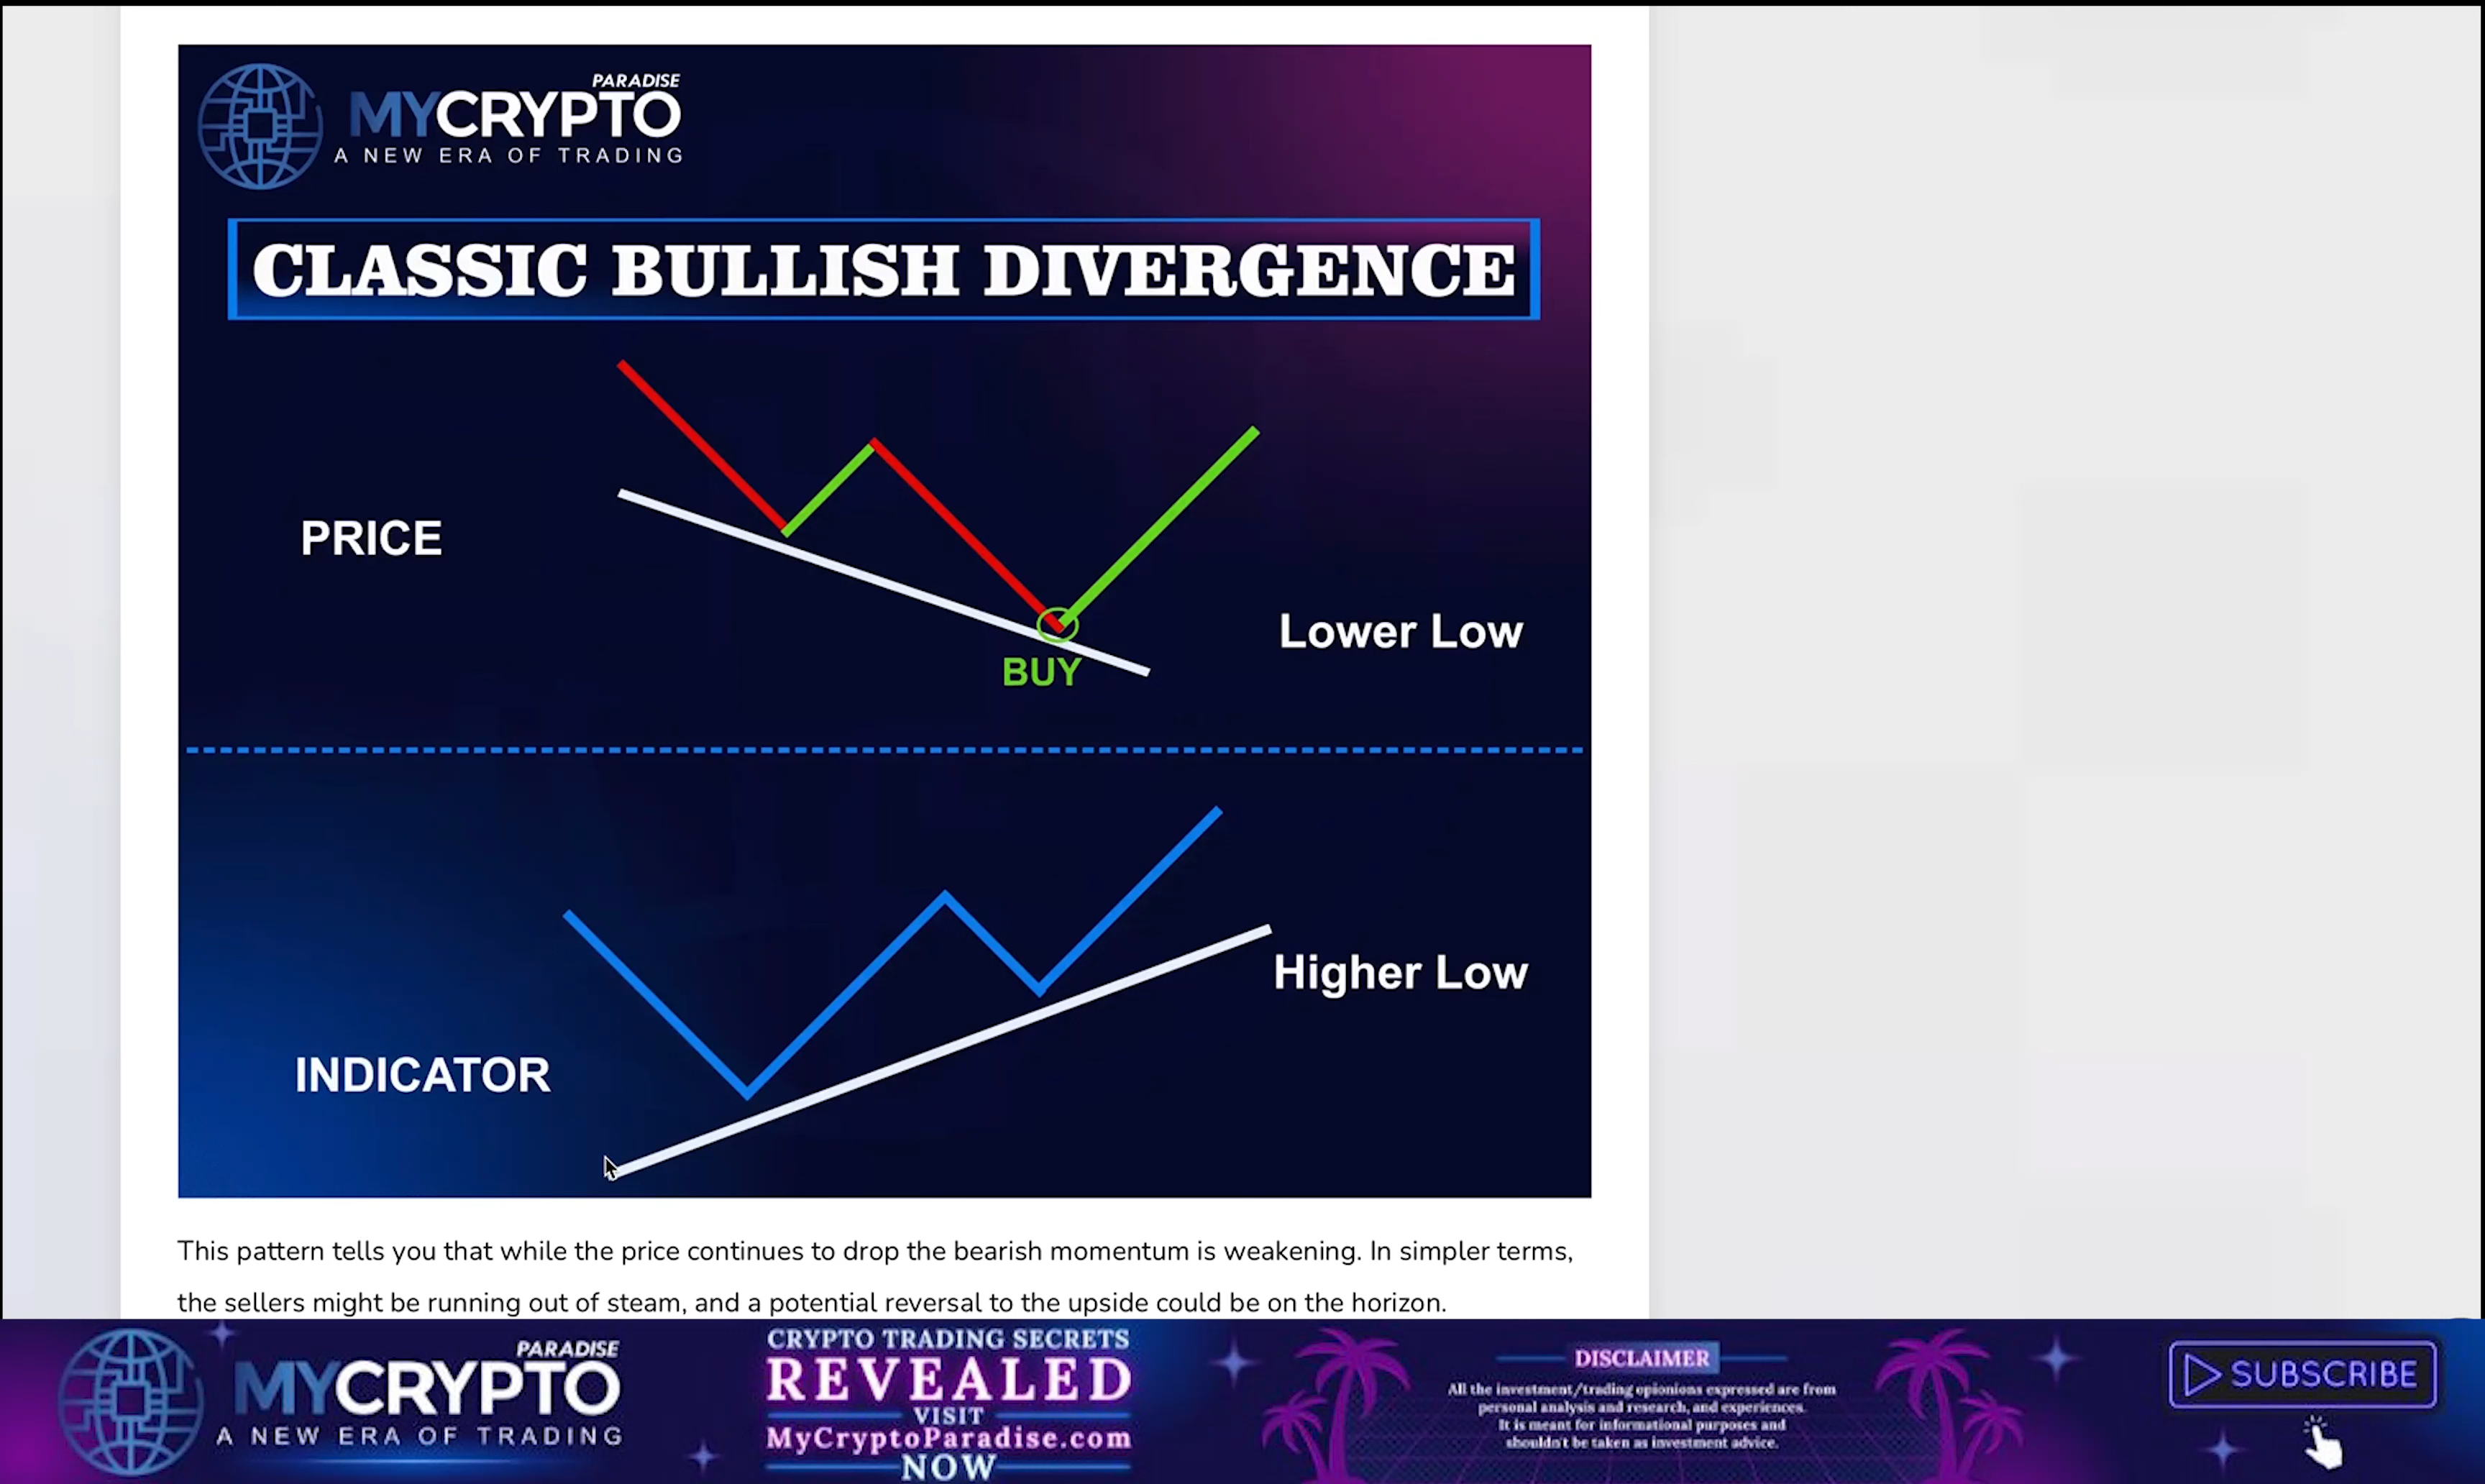 PARADISE
MYCRYPTO
A NEW ERA OF TRADING
CLASSIC BULLISH DIVERGENCE
PRICE
Lower Low
BUY
Higher Low
INDICATOR
This pattern tells you that while the price continues to drop the bearish momentum is weakening. In simpler terms,
the sellers might be running out of steam, and a potential reversal to the upside could be on the horizon.
PARADISE
MYCRYPTO
A NEW ERA OF TRADING
CRYPTO TRADING SECRETS
REVEALED
VISIT
MyCryptoParadise.com
NOW
DISCLAIMER
All the investment/trading opionions expressed are from
personal analysis and research, and experiences.
It is meant for informational purposes and
shouldn't be taken as investment advice.
SUBSCRIBE